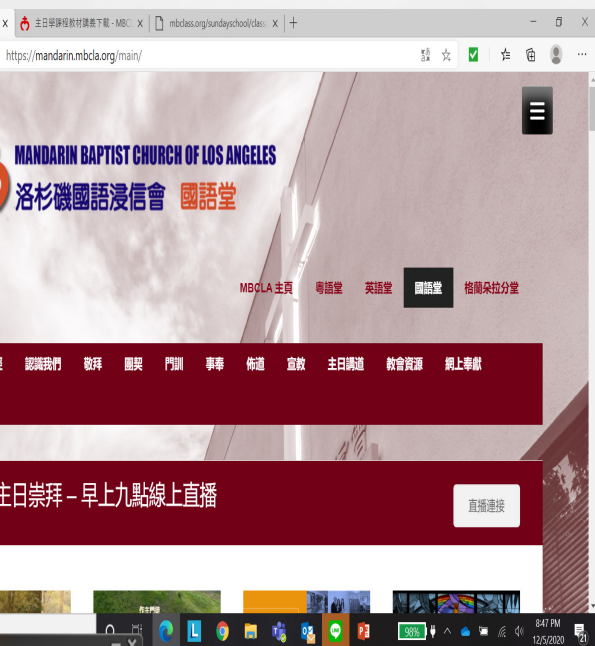 主日學課程教材講義下載 - MBC
mbclass.org/sundayschool/class
https://mandarin.mbcla.org/main/
MANDARIN BAPTIST CHURCH OF LOS ANGELES
洛杉磯國語浸信會 國語堂
MBCLA 主頁 粵語堂 英語堂 國語堂 格蘭朵拉分堂
認識我們 敬拜 團契 門訓 事奉 佈道 宣教 主日講道 教會資源 網上奉獻
主日崇拜 – 早上九點線上直播
直播連接
98%
8:47 PM
12/5/2020
21